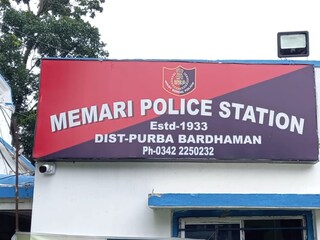 MEMARI POLICE STATION
Estd-1933
DIST-PURBA BARDHAMAN
Ph-0342 2250232